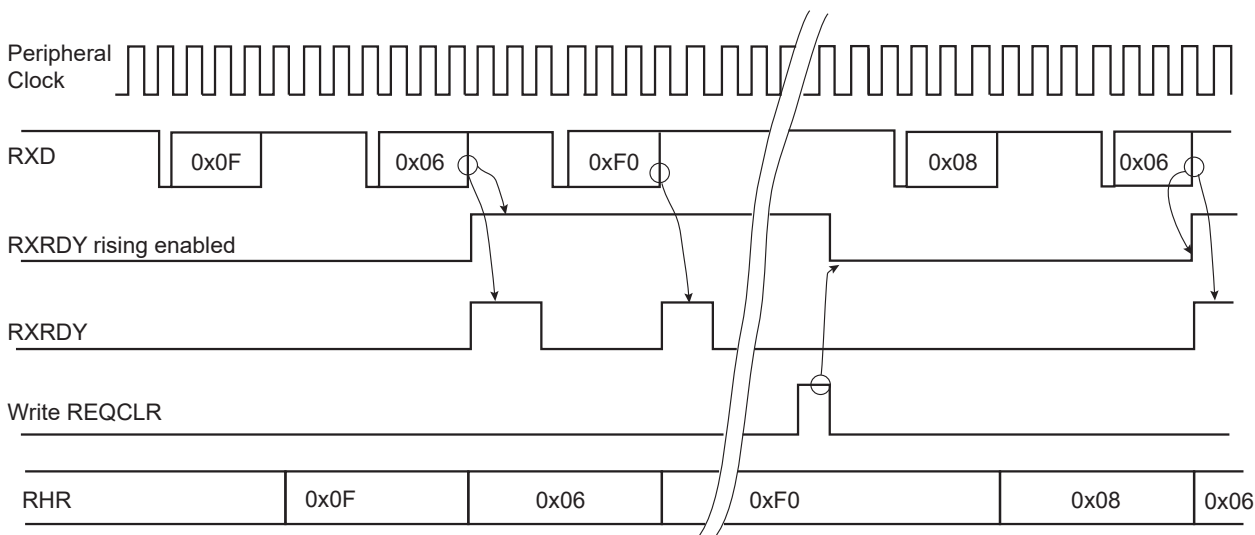 Peripheral
Clock
RXD
0x0F
0x06
0xF0
0x08
0x06
RXRDY rising enabled
RXRDY
Write REQCLR
RHR
0x0F
0x06
0xF0
0x08
0x06